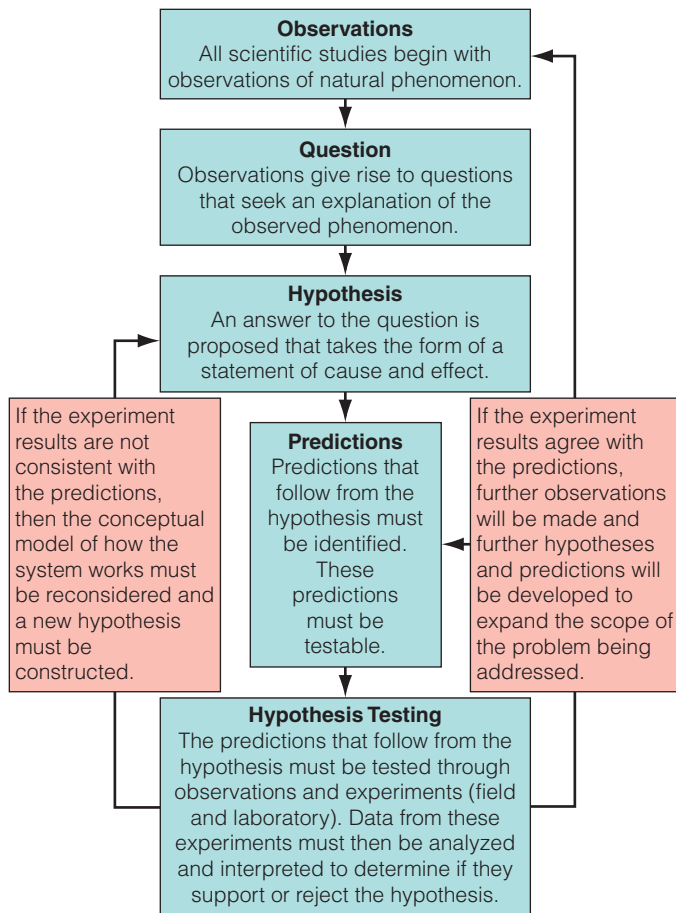 Observations
All scientific studies begin with
observations of natural phenomenon.
Question
Observations give rise to questions
that seek an explanation of the
observed phenomenon.
Hypothesis
An answer to the question is
proposed that takes the form of a
statement of cause and effect.
If the experiment
results are not
consistent with
the predictions,
then the conceptual
model of how the
system works must
be reconsidered and
a new hypothesis
must be
constructed.
Predictions
Predictions that
follow from the
hypothesis must
be identified.
These
predictions
must be
testable.
If the experiment
results agree with
the predictions,
further observations
will be made and
further hypotheses
and predictions will
be developed to
expand the scope of
the problem being
addressed.
Hypothesis Testing
The predictions that follow from the
hypothesis must be tested through
observations and experiments (field
and laboratory). Data from these
experiments must then be analyzed
and interpreted to determine if they
support or reject the hypothesis.